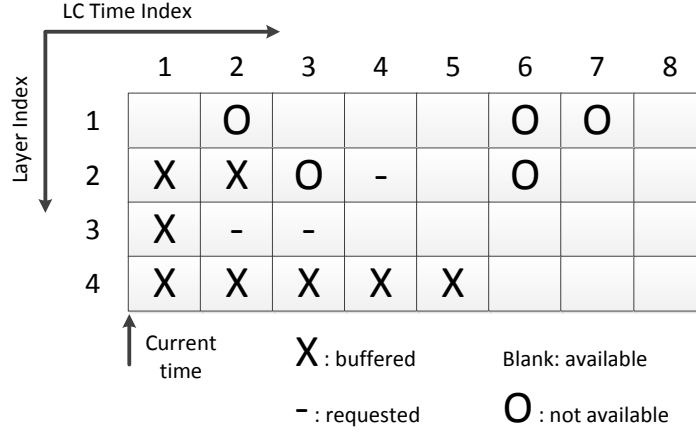 LC Time Index
Layer Index
1 2 3 4 5 6 7 8
1 O O O
2 X X O - O
3 X - -
4 X X X X X
Current time
X : buffered
Blank: available
- : requested
O : not available